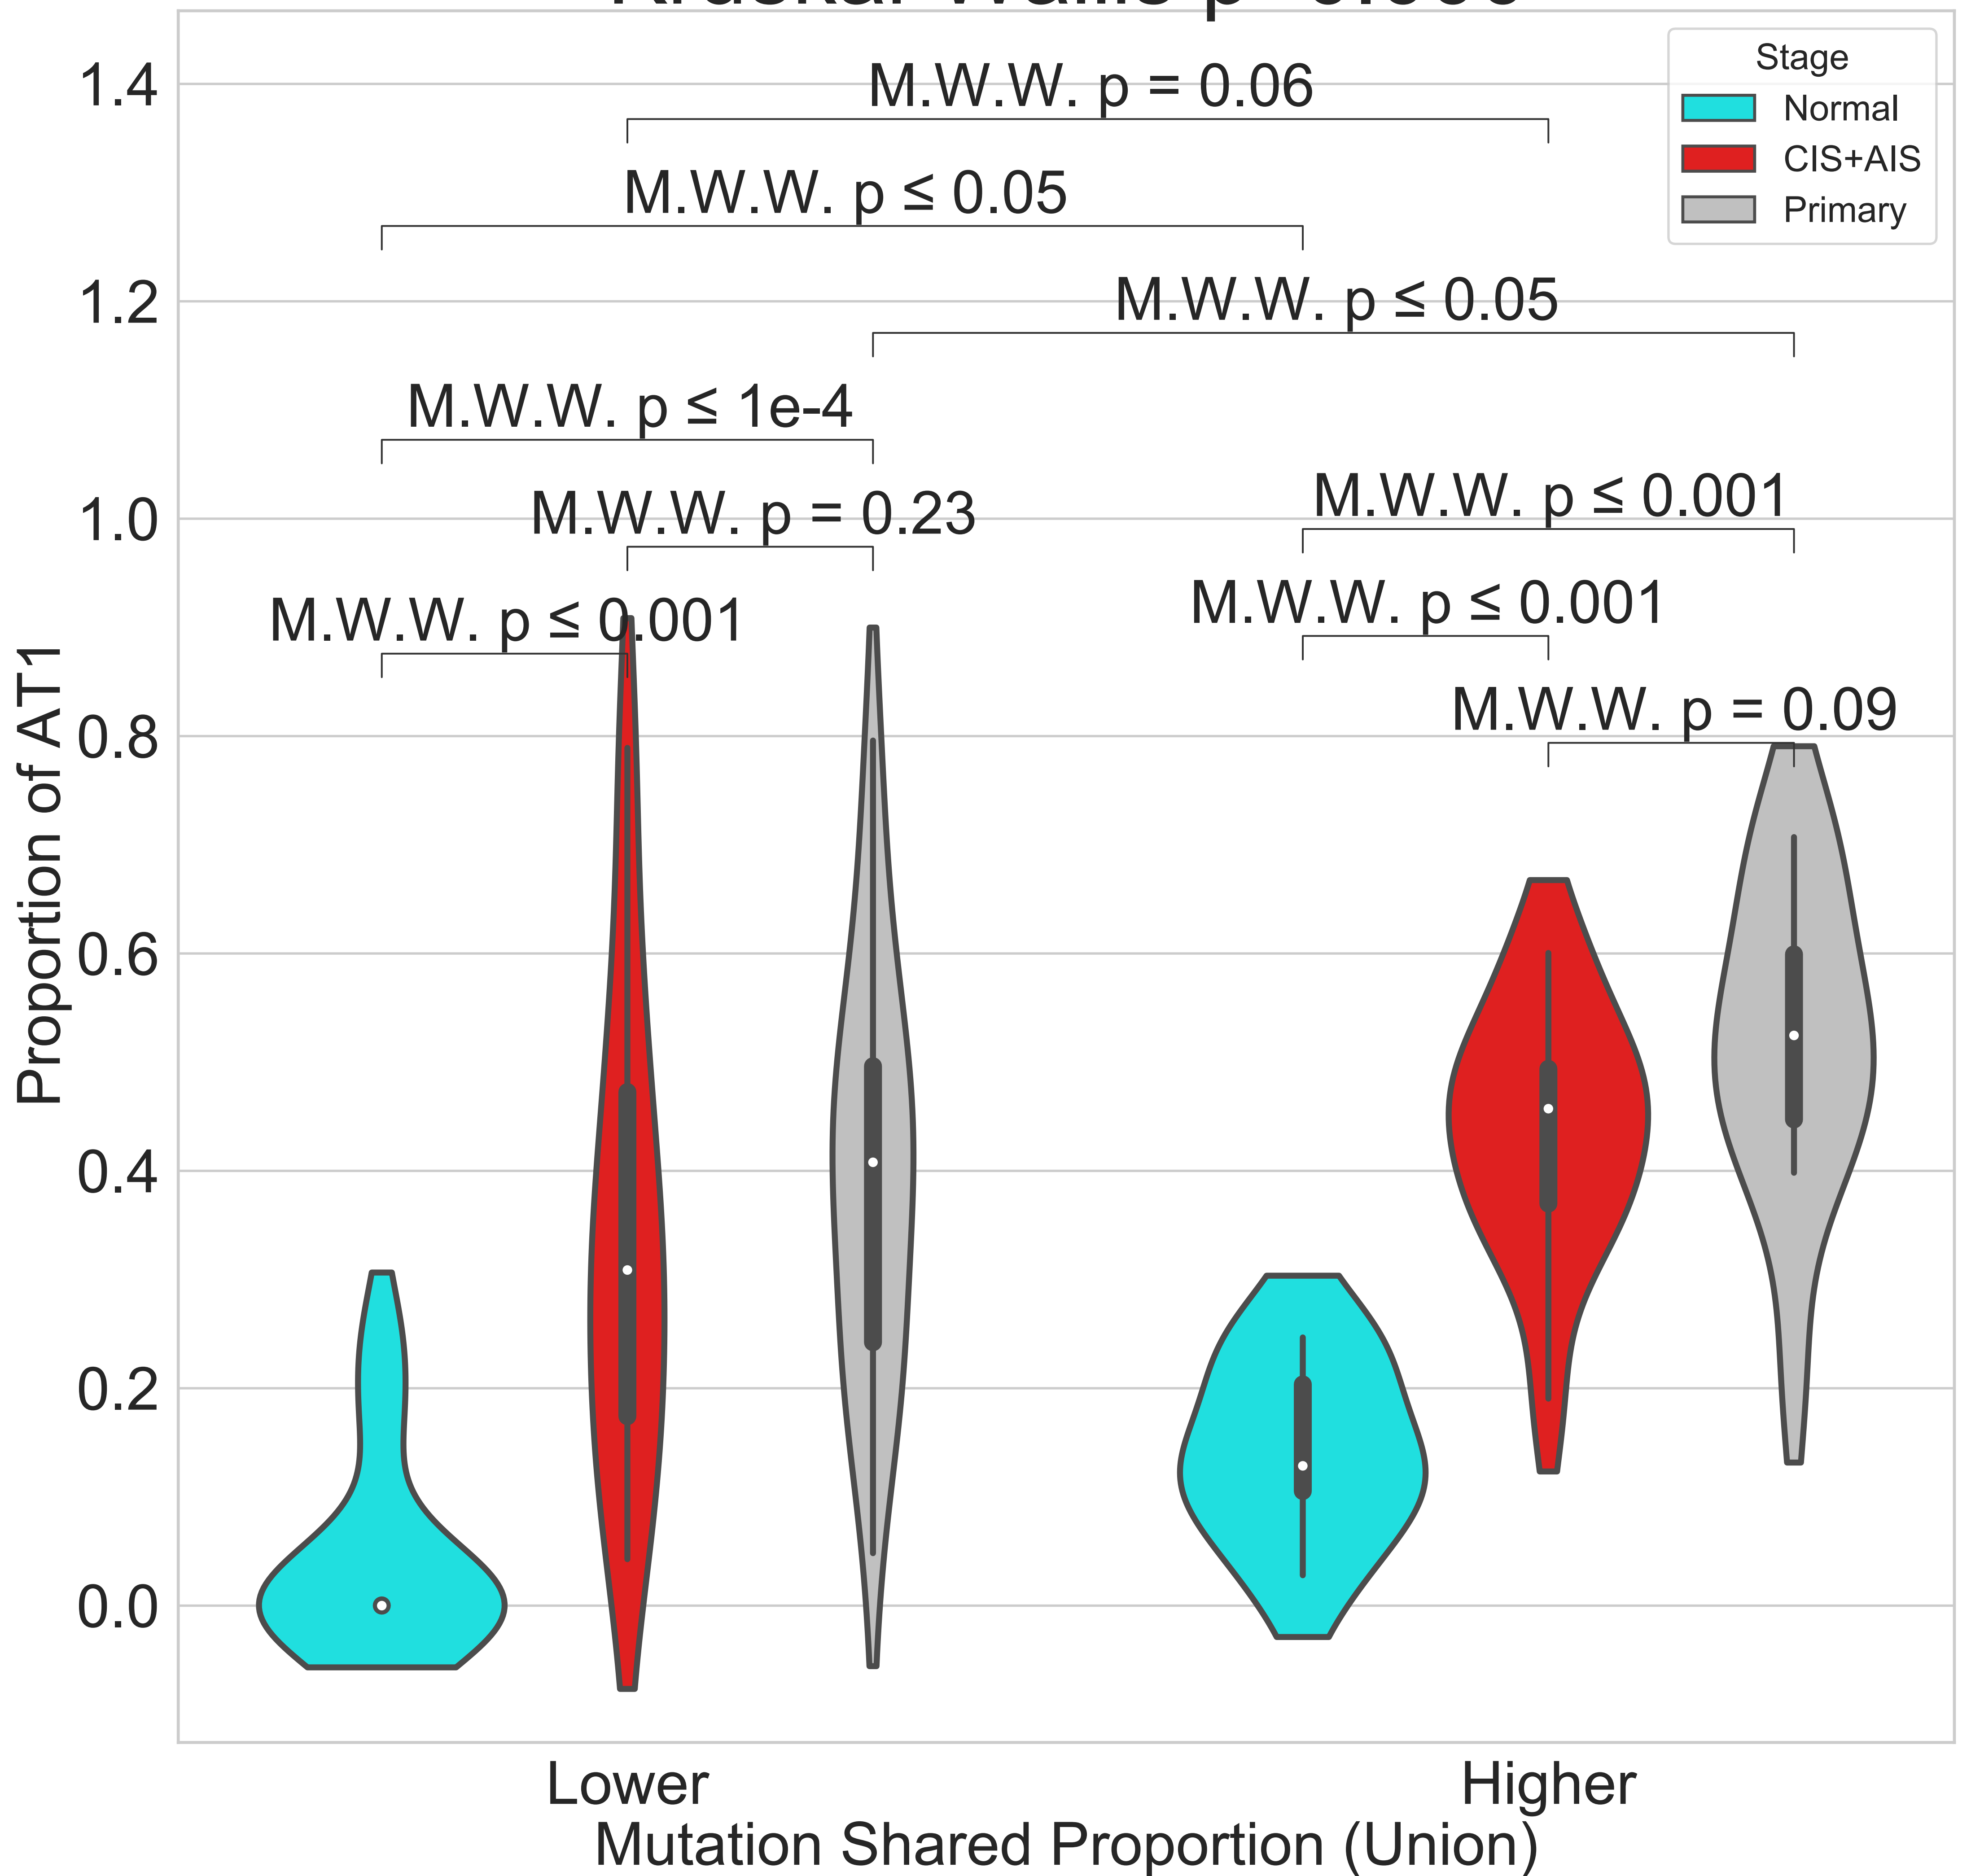 Stage
Normal
CIS+AIS
Primary
M.W.W. p = 0.06
M.W.W. p ≤ 0.05
M.W.W. p ≤ 0.05
M.W.W. p ≤ 1e-4
M.W.W. p = 0.23
M.W.W. p ≤ 0.001
M.W.W. p ≤ 0.001
M.W.W. p ≤ 0.001
M.W.W. p = 0.09
Proportion of AT1
1.4
1.2
1.0
0.8
0.6
0.4
0.2
0.0
Lower
Higher
Mutation Shared Proportion (Union)